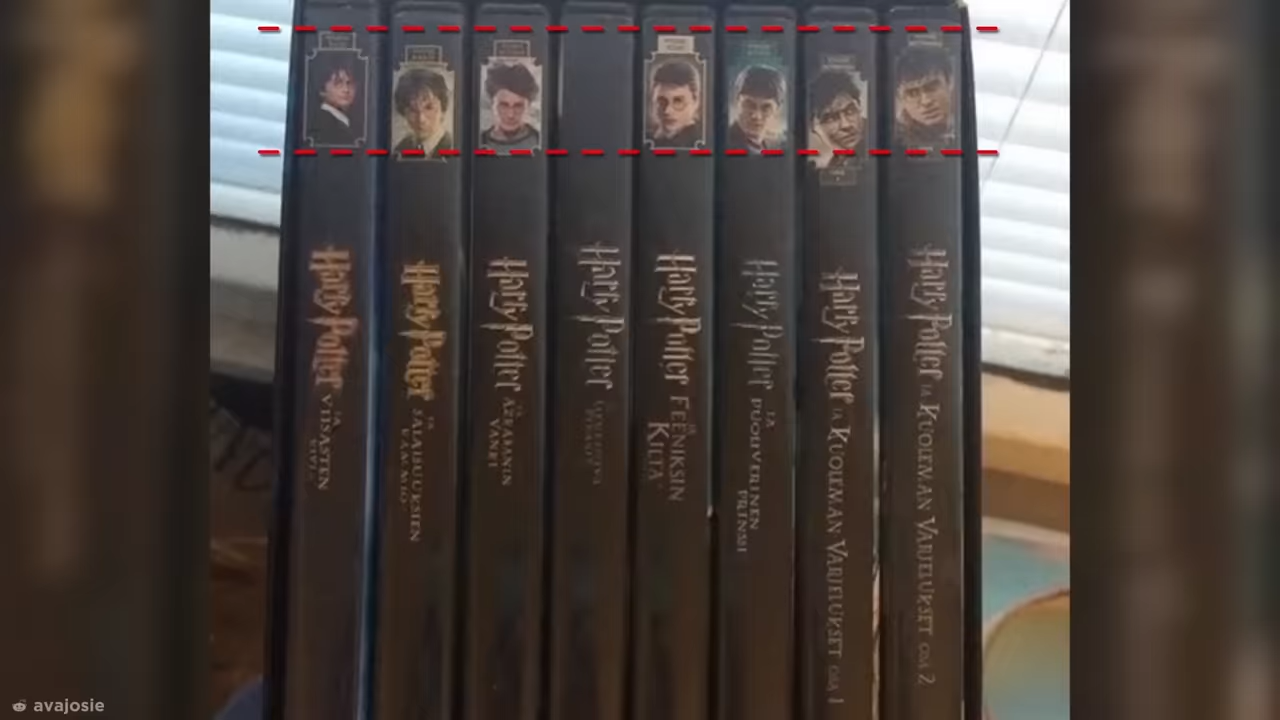 Harry Potter
JA
VIISASTEN
KIVI
Harry Potter
JA
SALAISUUKSIEN
KAMMIO
Harry Potter
JA
AZKABANIN
VANKI
Harry Potter
Harry Potter
JA
FEENIKSIN
KILTA
Harry Potter
JA
PUOLIVERINEN
PRINSSI
Harry Potter JA KUOLEMAN VARJELUKSET OSA 1
Harry Potter JA KUOLEMAN VARJELUKSET OSA 2
avajosie